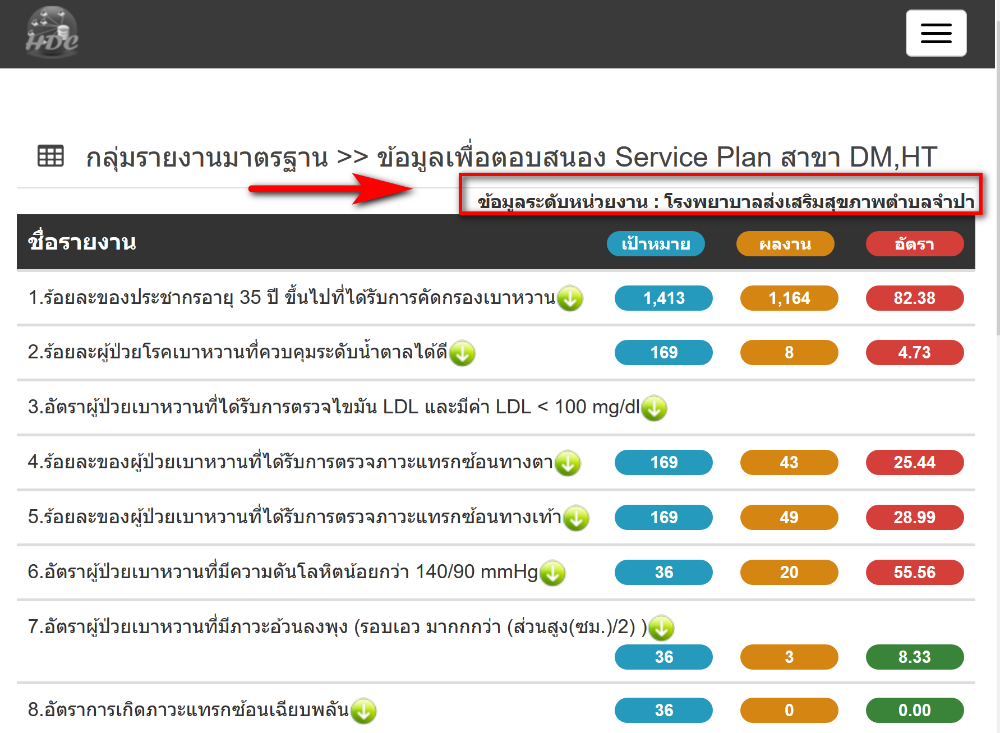 HDC
กลุ่มรายงานมาตรฐาน >> ข้อมูลเพื่อตอบสนอง Service Plan สาขา DM,HT
ข้อมูลระดับหน่วยงาน : โรงพยาบาลส่งเสริมสุขภาพตำบลจำปา
ชื่อรายงาน เป้าหมาย ผลงาน อัตรา
1.ร้อยละของประชากรอายุ 35 ปี ขึ้นไปที่ได้รับการคัดกรองเบาหวาน 1,413 1,164 82.38
2.ร้อยละผู้ป่วยโรคเบาหวานที่ควบคุมระดับน้ำตาลได้ดี 169 8 4.73
3.อัตราผู้ป่วยเบาหวานที่ได้รับการตรวจไขมัน LDL และมีค่า LDL < 100 mg/dl
4.ร้อยละของผู้ป่วยเบาหวานที่ได้รับการตรวจภาวะแทรกซ้อนทางตา 169 43 25.44
5.ร้อยละของผู้ป่วยเบาหวานที่ได้รับการตรวจภาวะแทรกซ้อนทางเท้า 169 49 28.99
6.อัตราผู้ป่วยเบาหวานที่มีความดันโลหิตน้อยกว่า 140/90 mmHg 36 20 55.56
7.อัตราผู้ป่วยเบาหวานที่มีภาวะอ้วนลงพุง (รอบเอว มากกกว่า (ส่วนสูง(ซม.)/2) )
36 3 8.33
8.อัตราการเกิดภาวะแทรกซ้อนเฉียบพลัน 36 0 0.00